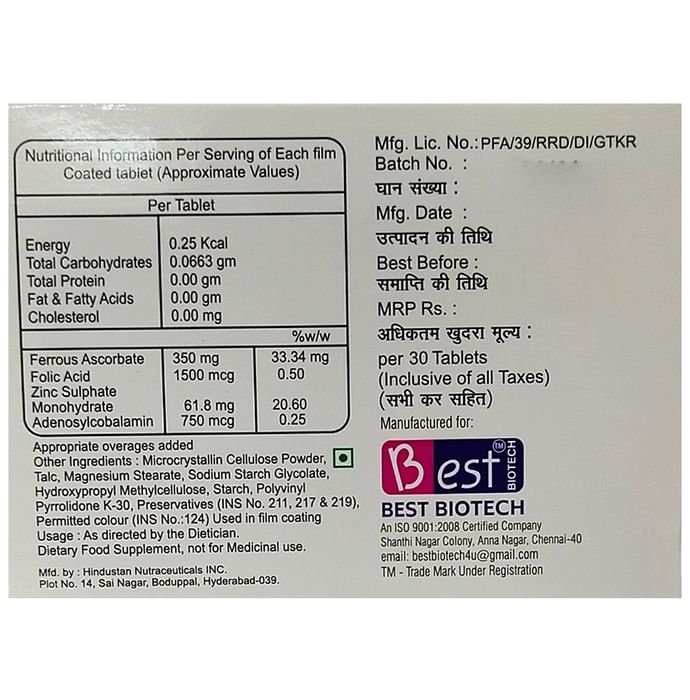 Nutritional Information Per Serving of Each film
Coated tablet (Approximate Values)
Per Tablet
Energy 0.25 Kcal
Total Carbohydrates 0.0663 gm
Total Protein 0.00 gm
Fat & Fatty Acids 0.00 gm
Cholesterol 0.00 mg
%w/w
Ferrous Ascorbate 350 mg 33.34 mg
Folic Acid 1500 mcg 0.50
Zinc Sulphate
Monohydrate 61.8 mg 20.60
Adenosylcobalamin 750 mcg 0.25
Appropriate overages added
Other Ingredients : Microcrystallin Cellulose Powder,
Talc, Magnesium Stearate, Sodium Starch Glycolate,
Hydroxypropyl Methylcellulose, Starch, Polyvinyl
Pyrrolidone K-30, Preservatives (INS No. 211, 217 & 219),
Permitted colour (INS No.:124) Used in film coating
Usage : As directed by the Dietician.
Dietary Food Supplement, not for Medicinal use.
Mfd. by : Hindustan Nutraceuticals INC.
Plot No. 14, Sai Nagar, Boduppal, Hyderabad-039.
Mfg. Lic. No.: PFA/39/RRD/DI/GTKR
Batch No. :
घान संख्या :
Mfg. Date :
उत्पादन की तिथि
Best Before :
समाप्ति की तिथि
MRP Rs. :
अधिकतम खुदरा मूल्य :
per 30 Tablets
(Inclusive of all Taxes)
(सभी कर सहित)
Manufactured for:
Best TM BIOTECH
BEST BIOTECH
An ISO 9001:2008 Certified Company
Shanthi Nagar Colony, Anna Nagar, Chennai-40
email: bestbiotech4u@gmail.com
TM - Trade Mark Under Registration